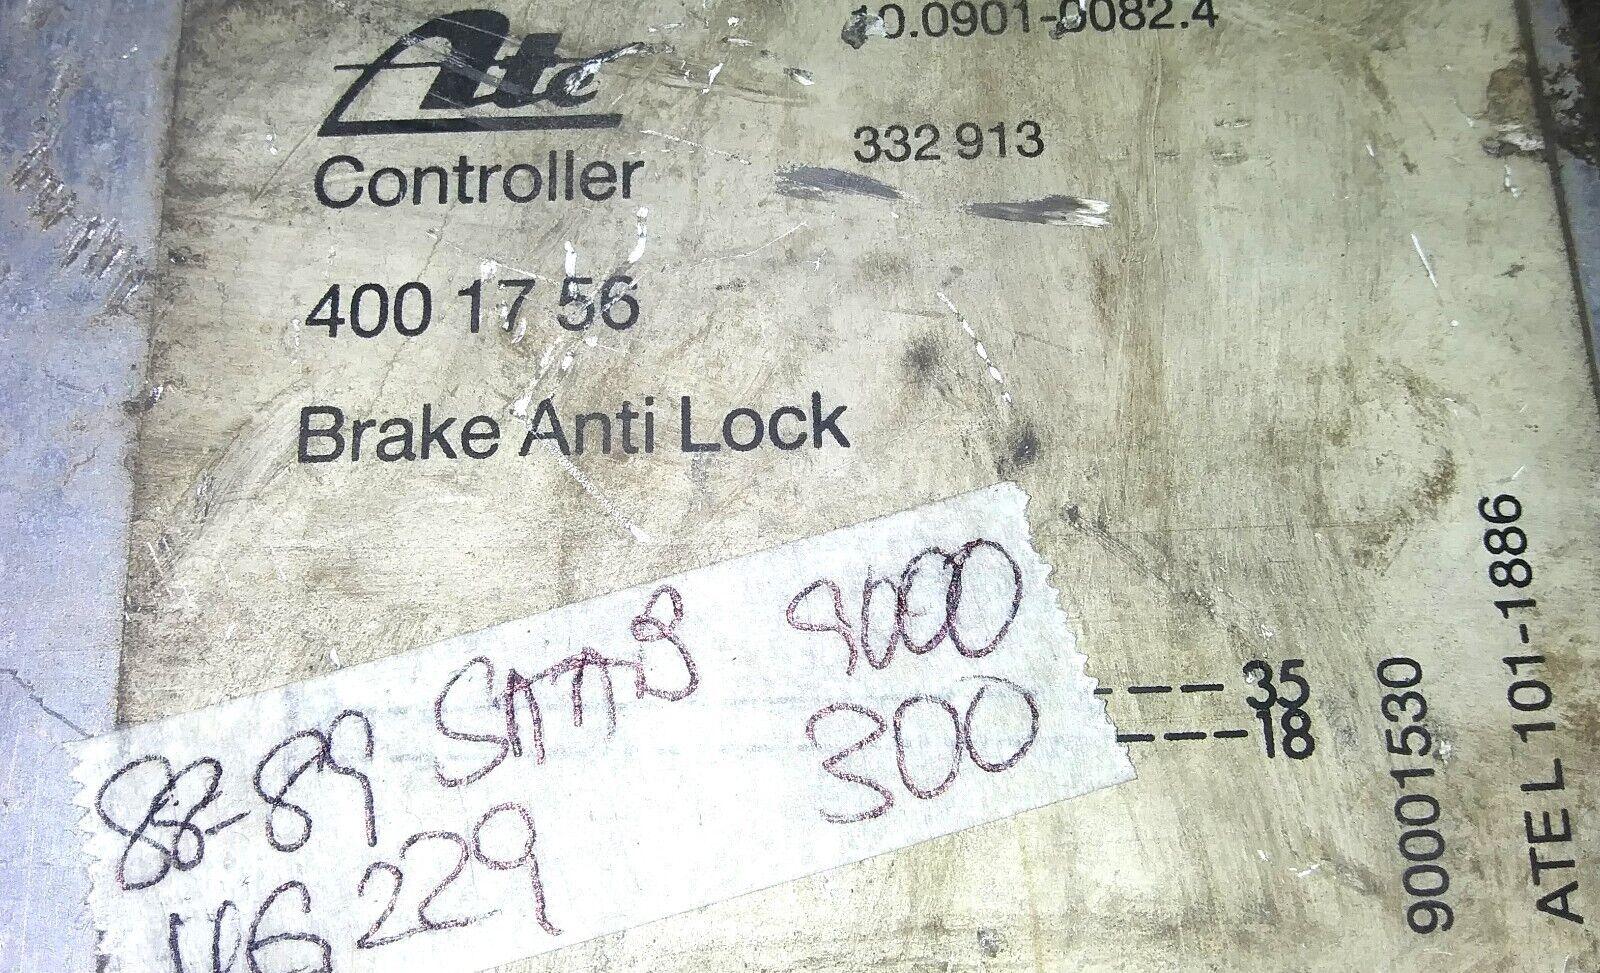 Ate
10.0901-0082.4
Controller
332 913
400 17 56
Brake Anti Lock
88-89 SAAB 9000
300
229
35
18
90001530
ATE L 101-1886